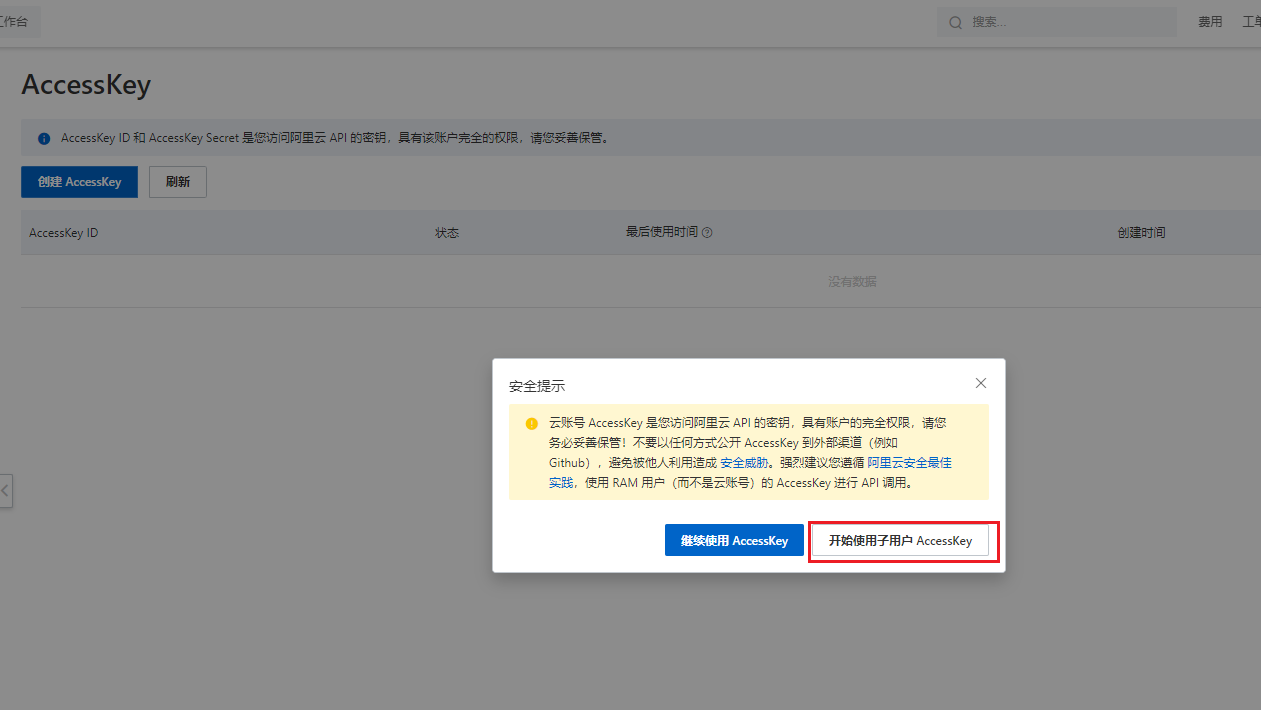 工作台
搜索...
费用
工单
AccessKey
AccessKey ID 和 AccessKey Secret 是您访问阿里云 API 的密钥，具有该账户完全的权限，请您妥善保管。
创建 AccessKey
刷新
AccessKey ID
状态
最后使用时间
创建时间
没有数据
安全提示
云账号 AccessKey 是您访问阿里云 API 的密钥，具有账户的完全权限，请您
务必妥善保管！不要以任何方式公开 AccessKey 到外部渠道（例如
Github），避免被他人利用造成 安全威胁。强烈建议您遵循 阿里云安全最佳
实践，使用 RAM 用户（而不是云账号）的 AccessKey 进行 API 调用。
继续使用 AccessKey
开始使用子用户 AccessKey